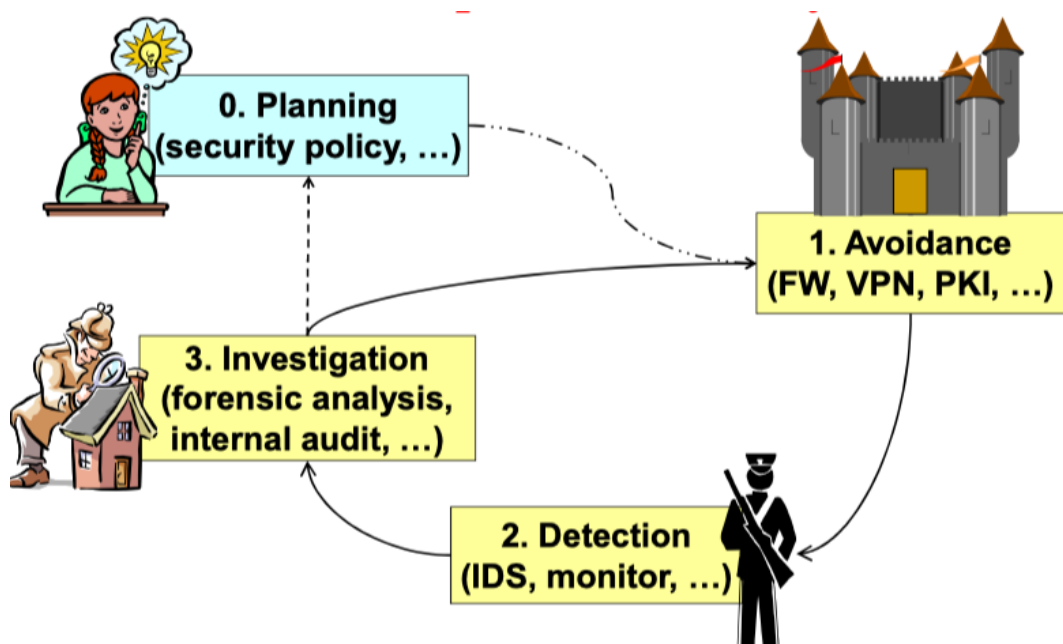 0. Planning
(security policy, …)
1. Avoidance
(FW, VPN, PKI, …)
3. Investigation
(forensic analysis,
internal audit, …)
2. Detection
(IDS, monitor, …)